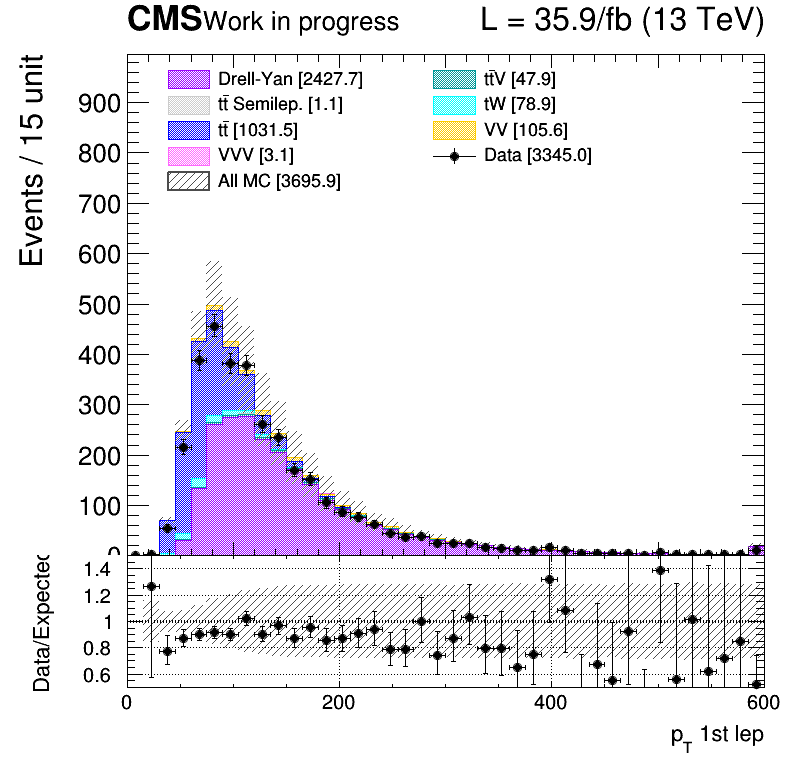 CMS Work in progress L = 35.9/fb (13 TeV)
Events / 15 unit
Drell-Yan [2427.7]
tt̄ Semilep. [1.1]
tt̄ [1031.5]
VVV [3.1]
All MC [3695.9]
tt̄V [47.9]
tW [78.9]
VV [105.6]
Data [3345.0]
900
800
700
600
500
400
300
200
100
0
Data/Expected
1.4
1.2
1
0.8
0.6
0 200 400 600
p_T 1st lep